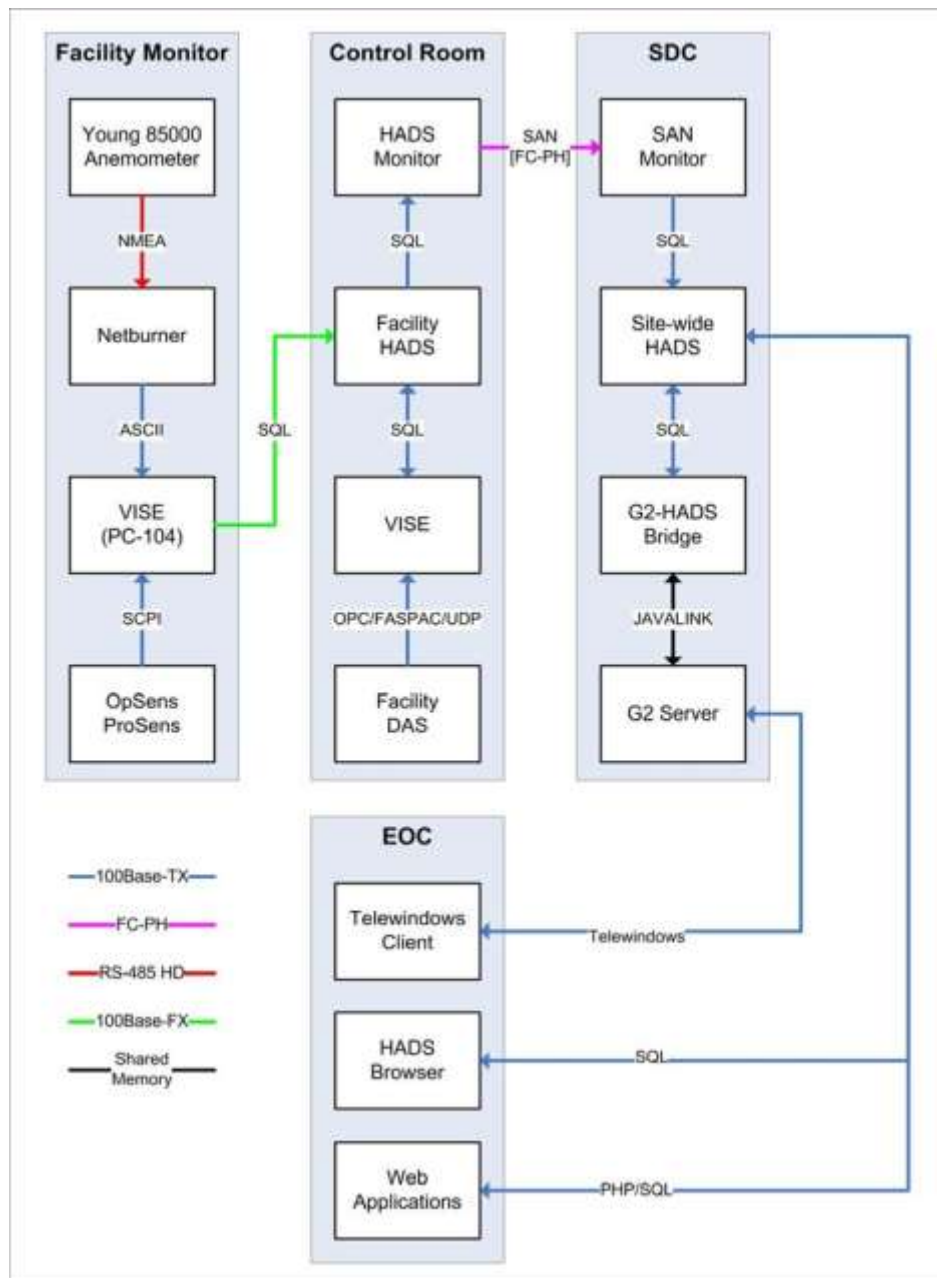 Facility Monitor
Young 85000
Anemometer
NMEA
Netburner
ASCII
VISE
(PC-104)
SCPI
OpSens
ProSens
SQL
Control Room
HADS
Monitor
SQL
Facility
HADS
SQL
VISE
OPC/FASPAC/UDP
Facility
DAS
SAN
[FC-PH]
SDC
SAN
Monitor
SQL
Site-wide
HADS
SQL
G2-HADS
Bridge
JAVALINK
G2 Server
EOC
Telewindows
Client
Telewindows
HADS
Browser
SQL
Web
Applications
PHP/SQL
100Base-TX
FC-PH
RS-485 HD
100Base-FX
Shared
Memory